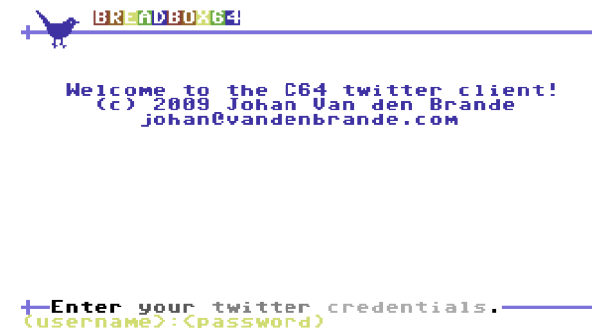 BREADBOX64
Welcome to the C64 twitter client!
(c) 2009 Johan Van den Brande
johan@vandenbrande.com
Enter your twitter credentials.
(username):(password)